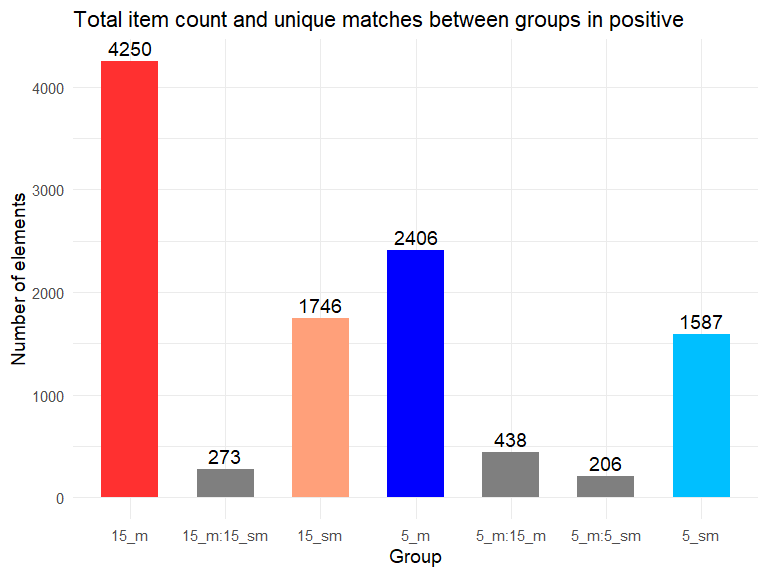 Total item count and unique matches between groups in positive
4250
273
1746
2406
438
206
1587
4000
3000
2000
1000
0
Number of elements
15_m
15_m:15_sm
15_sm
5_m
5_m:15_m
5_m:5_sm
5_sm
Group